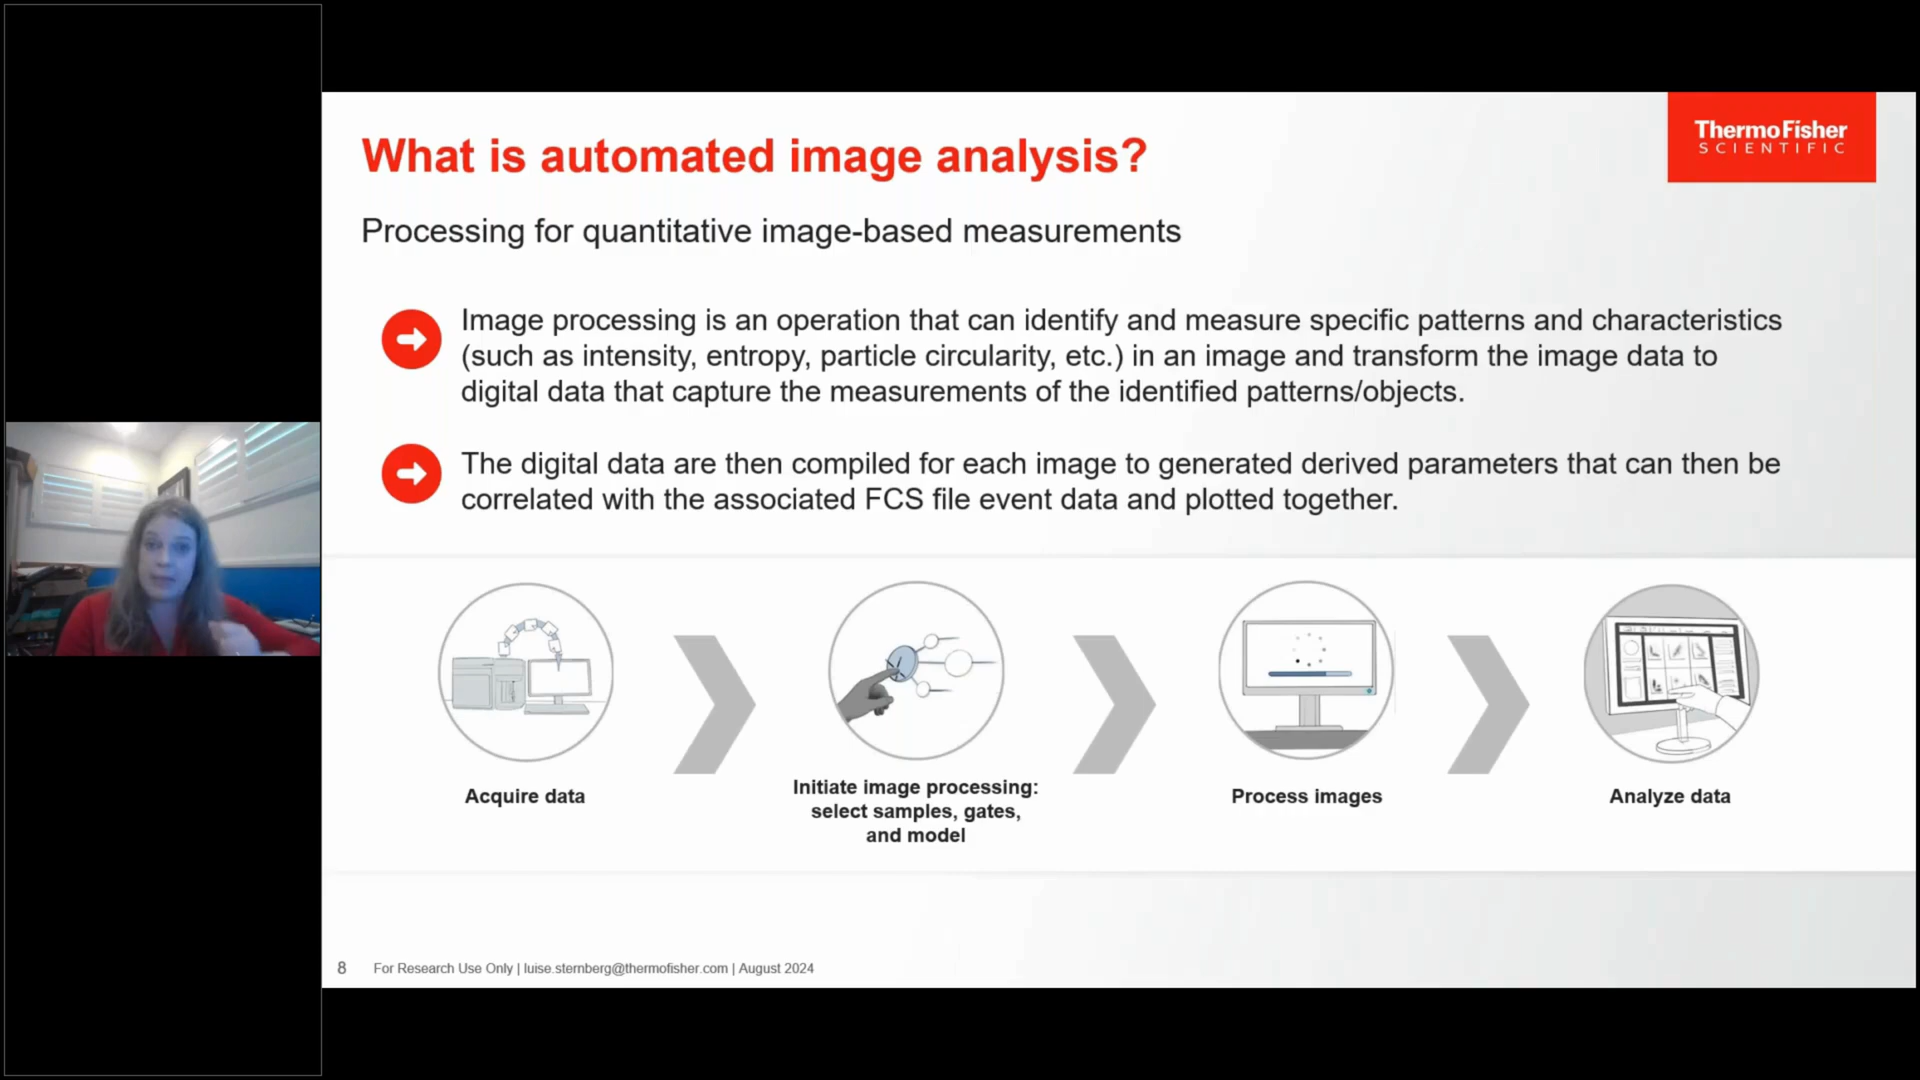 ThermoFisher
SCIENTIFIC
What is automated image analysis?
Processing for quantitative image-based measurements
Image processing is an operation that can identify and measure specific patterns and characteristics
(such as intensity, entropy, particle circularity, etc.) in an image and transform the image data to
digital data that capture the measurements of the identified patterns/objects.
The digital data are then compiled for each image to generated derived parameters that can then be
correlated with the associated FCS file event data and plotted together.
Acquire data
Initiate image processing:
select samples, gates,
and model
Process images
Analyze data
8 For Research Use Only | luise.sternberg@thermofisher.com | August 2024